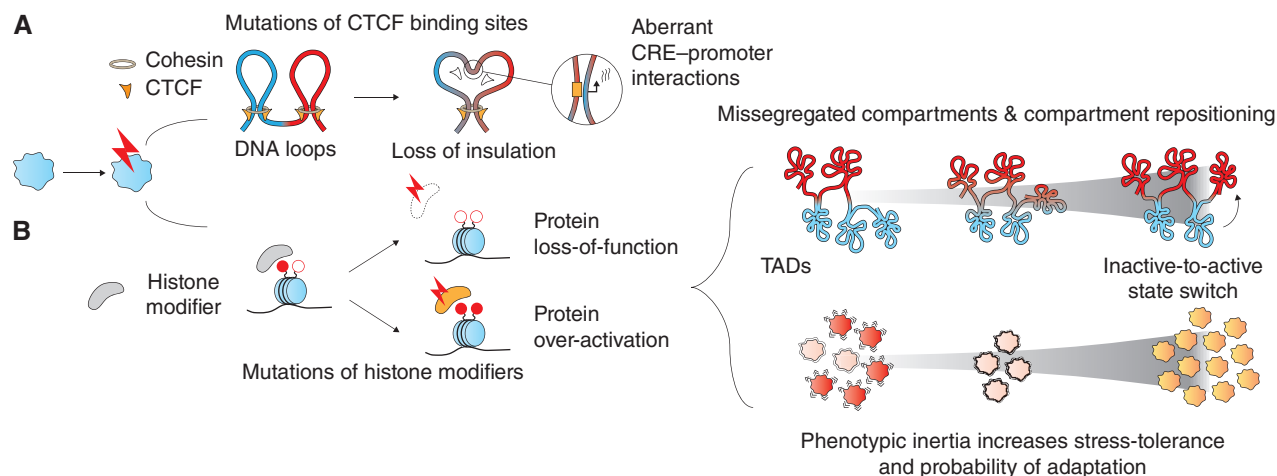 A
Mutations of CTCF binding sites
Cohesin
CTCF
DNA loops
Loss of insulation
Aberrant
CRE–promoter
interactions
B
Histone
modifier
Protein
loss-of-function
Protein
over-activation
Mutations of histone modifiers
Missegregated compartments & compartment repositioning
TADs
Inactive-to-active
state switch
Phenotypic inertia increases stress-tolerance
and probability of adaptation